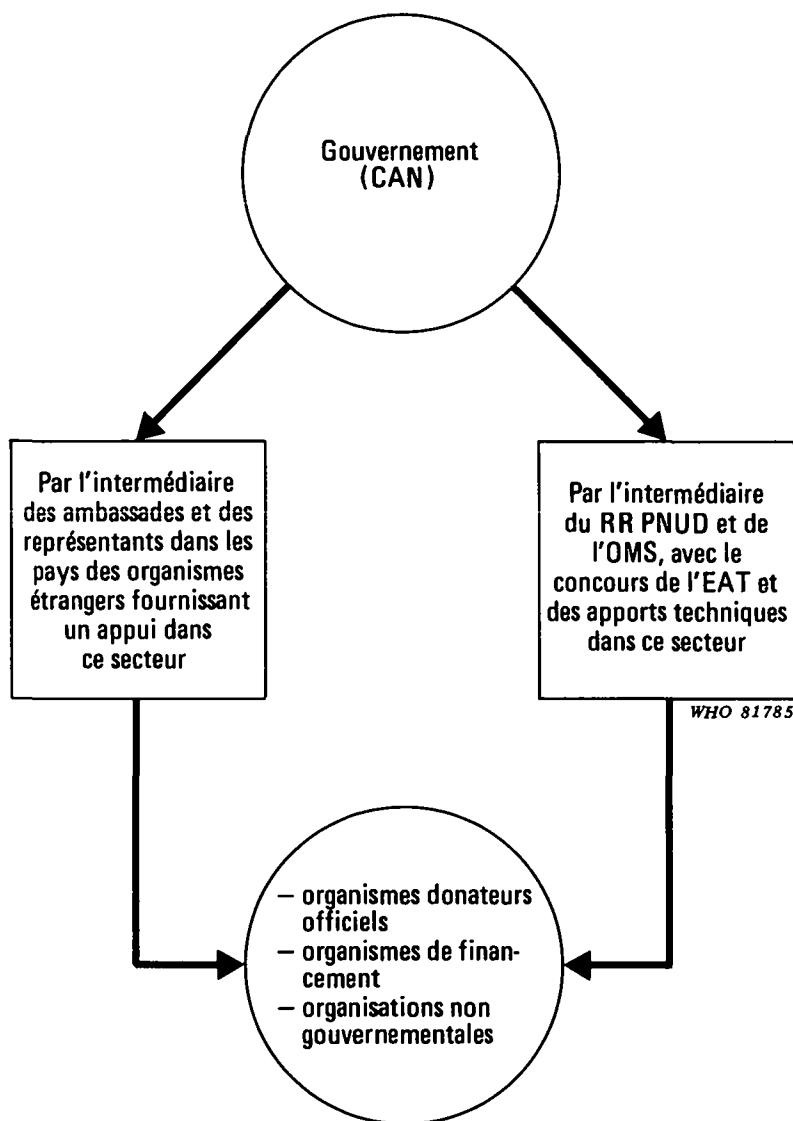 Gouvernement
(CAN)
Par l'intermédiaire
des ambassades et des
représentants dans les
pays des organismes
étrangers fournissant
un appui dans
ce secteur
Par l'intermédiaire
du RR PNUD et de
l'OMS, avec le
concours de l'EAT et
des apports techniques
dans ce secteur
WHO 81785
– organismes donateurs
officiels
– organismes de finan-
cement
– organisations non
gouvernementales